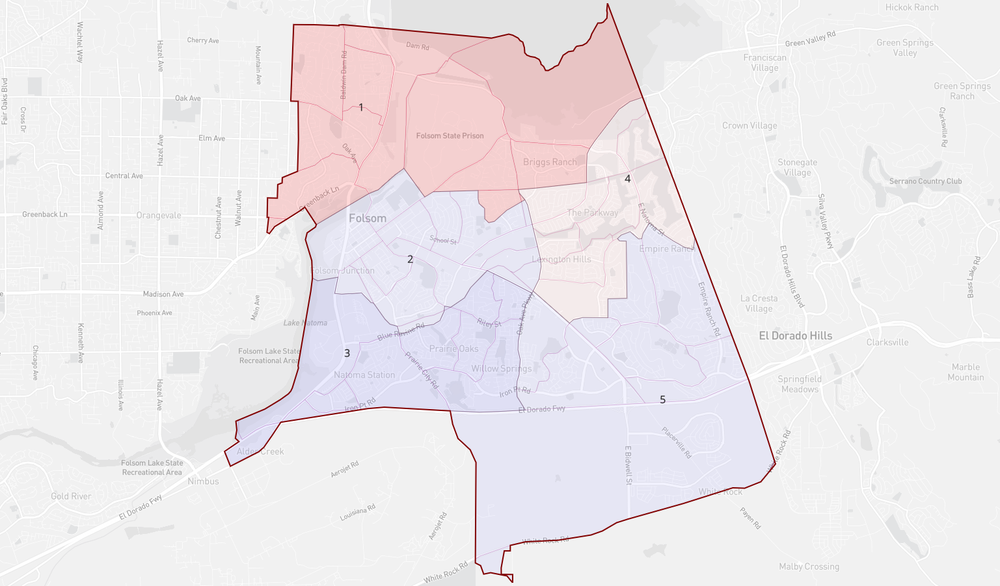 Hickok Ranch
Green Valley Rd
Green Springs
Valley
Franciscan
Village
Green Springs
Ranch
Wachtel Way
Hazel Ave
Cherry Ave
Mountain Ave
Baldwin Dam Rd
Dam Rd
Fair Oaks Blvd
Oak Ave
1
Cross Dr
Elm Ave
Hazel Ave
Oak Ave
Folsom State Prison
Briggs Ranch
Crown Village
Clarksville Rd
Stonegate
Village
Central Ave
4
Serrano Country Club
Greenback Ln
Orangevale
Almond Ave
Chestnut Ave
Walnut Ave
Greenback Ln
Folsom
The Parkway
E Natoma St
Silva Valley Pkwy
School St
2
Folsom Junction
Lexington Hills
Empire Ranch
El Dorado Hills Blvd
Bass Lake Rd
Madison Ave
Main Ave
Phoenix Ave
Lake Natoma
Oak Ave Pkwy
Empire Ranch Rd
La Cresta
Village
Kenneth Ave
Chicago Ave
Blue Ravine Rd
Riley St
El Dorado Hills
Clarksville
Folsom Lake State
Recreational Area
3
Prairie Oaks
Natoma Station
Prairie City Rd
Willow Springs
Marble
Mountain
Illinois Ave
Hazel Ave
Iron Pt Rd
Iron Pt Rd
El Dorado Fwy
5
Springfield
Meadows
Alder Creek
Placerville Rd
E Bidwell St
White Rock Rd
Folsom Lake State
Recreational Area
Aerojet Rd
Nimbus
Gold River
El Dorado Fwy
Louisiana Rd
Aerojet Rd
White Rock
Payen Rd
White Rock Rd
White Rock Rd
Malby Crossing